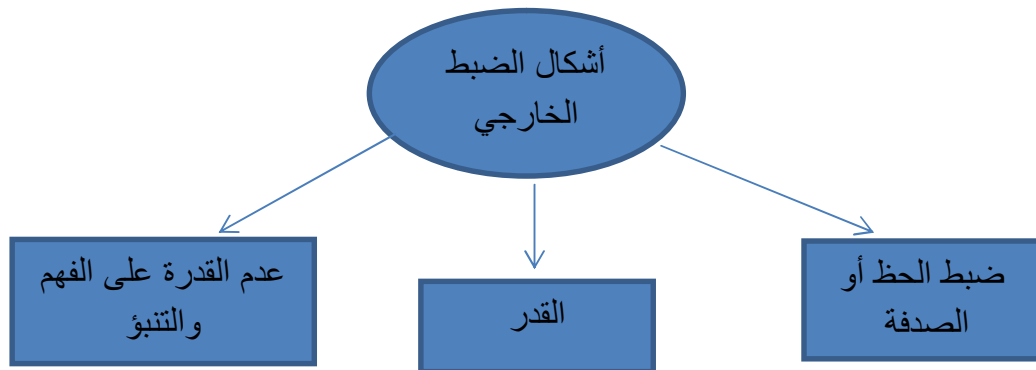 أشكال الضبط
الخارجي
ضبط الحظ أو
الصدفة
القدر
عدم القدرة على الفهم
والتنبؤ